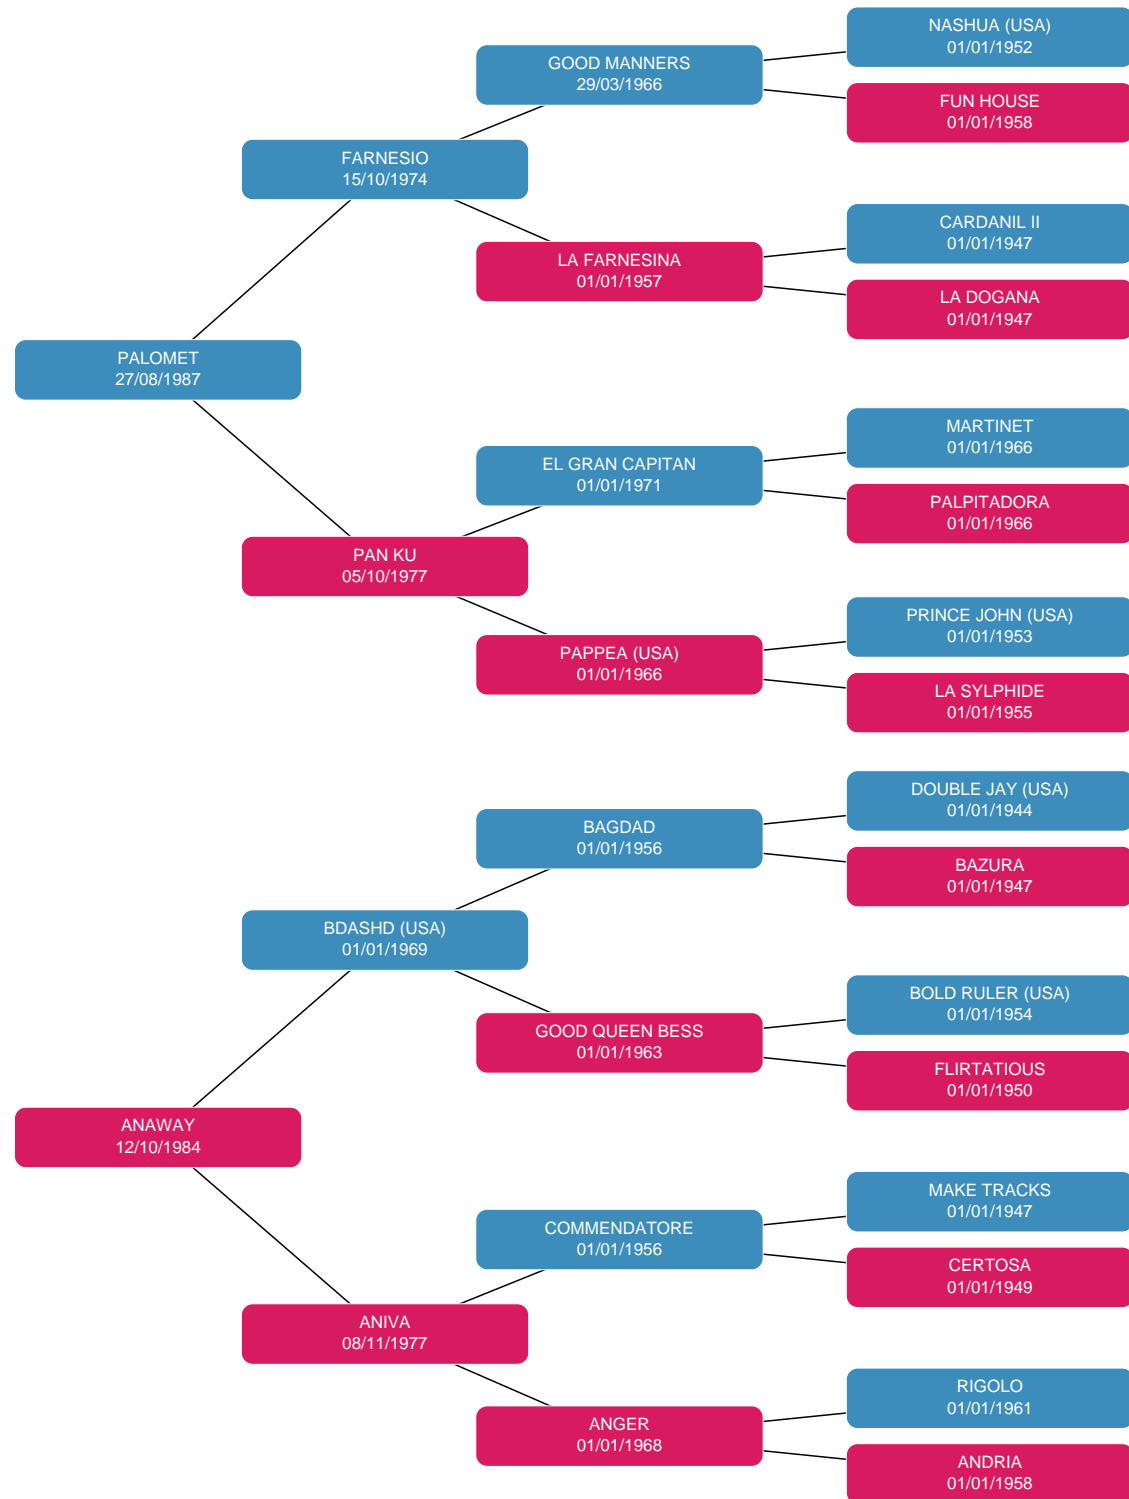 NASHUA (USA)
01/01/1952
GOOD MANNERS
29/03/1966
FUN HOUSE
01/01/1958
FARNESIO
15/10/1974
CARDANIL II
01/01/1947
LA FARNESINA
01/01/1957
LA DOGANA
01/01/1947
PALOMET
27/08/1987
MARTINET
01/01/1966
EL GRAN CAPITAN
01/01/1971
PALPITADORA
01/01/1966
PAN KU
05/10/1977
PRINCE JOHN (USA)
01/01/1953
PAPPEA (USA)
01/01/1966
LA SYLPHIDE
01/01/1955
DOUBLE JAY (USA)
01/01/1944
BAGDAD
01/01/1956
BAZURA
01/01/1947
BDASHD (USA)
01/01/1969
BOLD RULER (USA)
01/01/1954
GOOD QUEEN BESS
01/01/1963
FLIRTATIOUS
01/01/1950
ANAWAY
12/10/1984
MAKE TRACKS
01/01/1947
COMMENDATORE
01/01/1956
CERTOSA
01/01/1949
ANIVA
08/11/1977
RIGOLO
01/01/1961
ANGER
01/01/1968
ANDRIA
01/01/1958